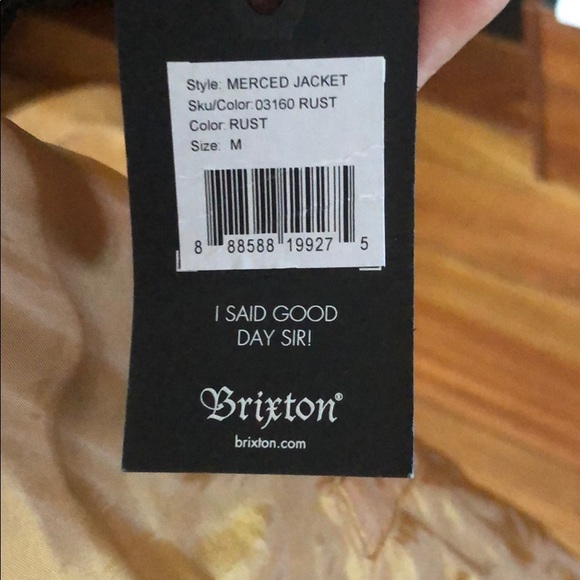 Style: MERCED JACKET
Sku/Color: 03160 RUST
Color: RUST
Size: M
8 88588 19927 5
I SAID GOOD
DAY SIR!
Brixton®
brixton.com